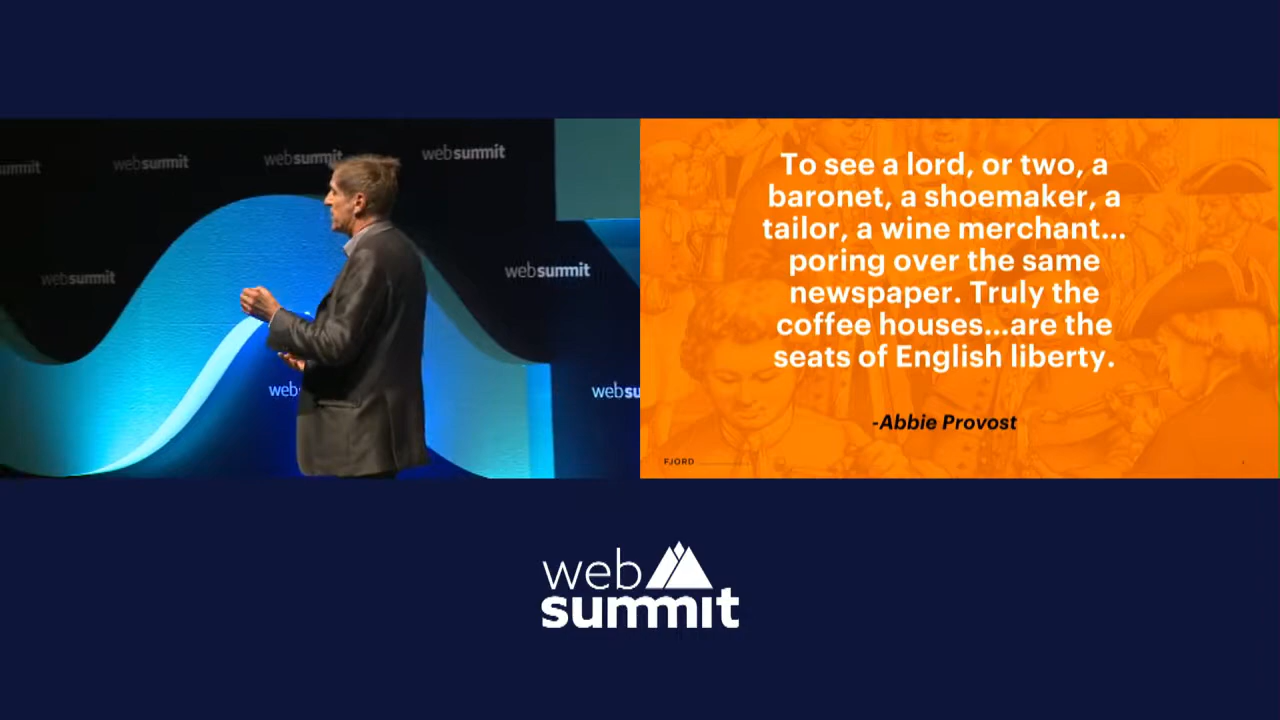 websummit
websummit
websummit
summit
websummit
websummit
web
websu
To see a lord, or two, a
baronet, a shoemaker, a
tailor, a wine merchant...
poring over the same
newspaper. Truly the
coffee houses...are the
seats of English liberty.
-Abbie Provost
FJORD
web
summit